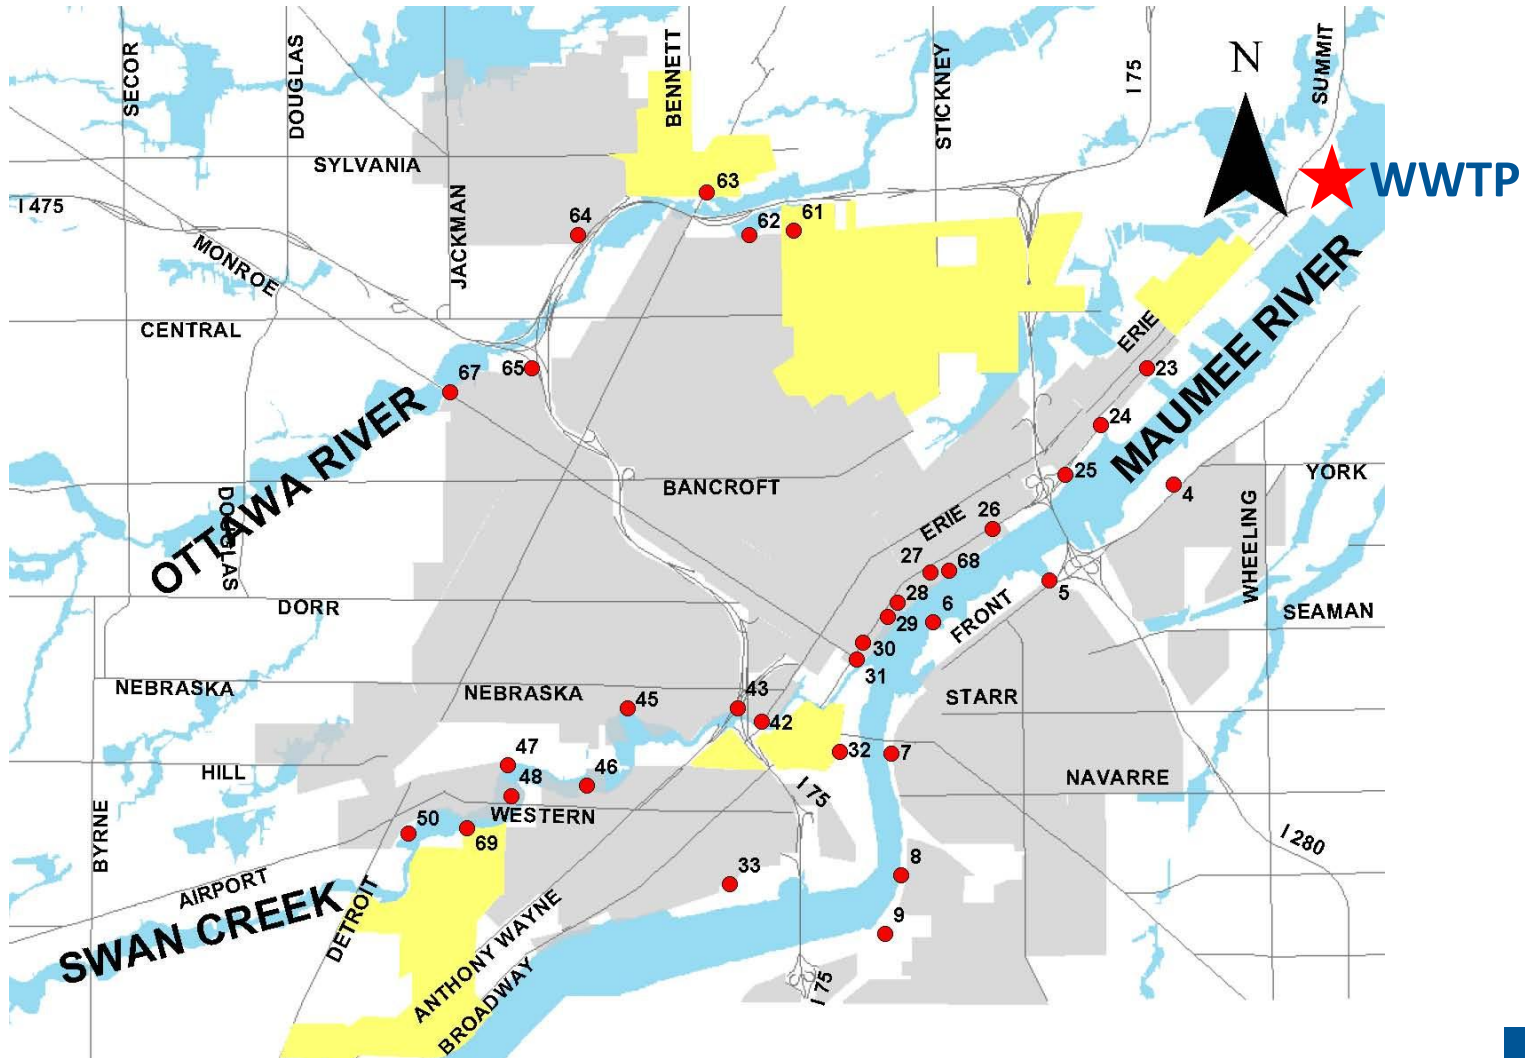 SECOR
DOUGLAS
BENNETT
STICKNEY
I 75
N
SUMMIT
SYLVANIA
JACKMAN
WWTP
I 475
MONROE
63
64
62
61
CENTRAL
ERIE
MAUMEE RIVER
65
67
23
24
OTTAWA RIVER
DOUGLAS
BANCROFT
25
4
YORK
ERIE
26
WHEELING
27
68
28
6
5
29
FRONT
DORR
SEAMAN
30
31
NEBRASKA
NEBRASKA
45
43
42
STARR
47
48
46
32
7
HILL
I 75
NAVARRE
WESTERN
BYRNE
50
69
I 280
AIRPORT
33
8
SWAN CREEK
DETROIT
9
ANTHONY WAYNE
BROADWAY
I 75